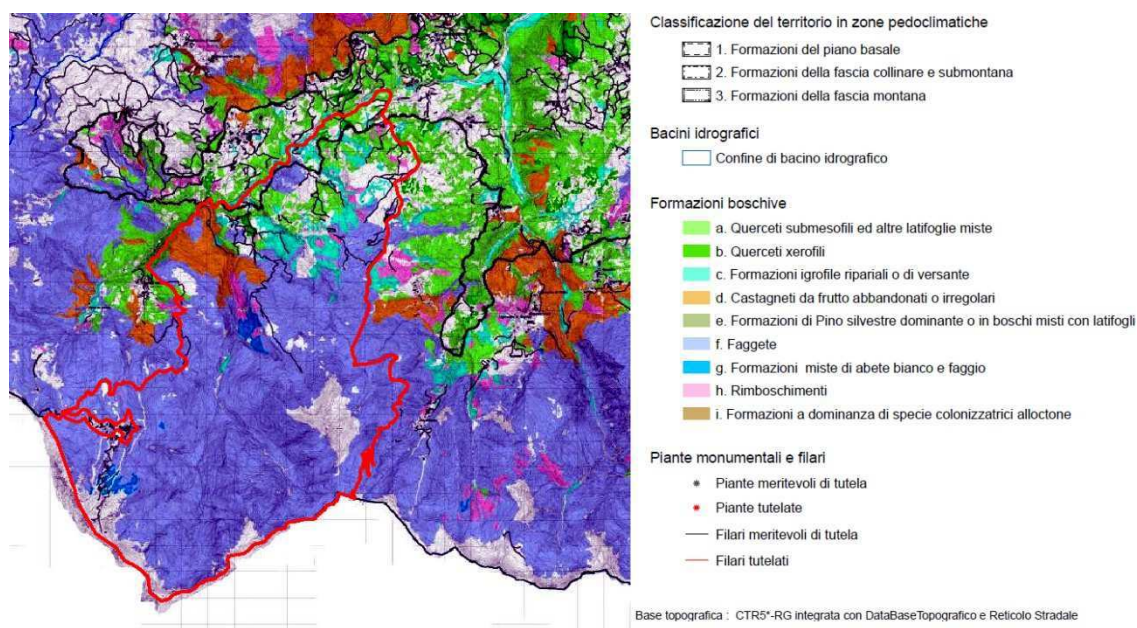 Classificazione del territorio in zone pedoclimatiche
1. Formazioni del piano basale
2. Formazioni della fascia collinare e submontana
3. Formazioni della fascia montana
Bacini idrografici
Confine di bacino idrografico
Formazioni boschive
a. Querceti submesofili ed altre latifoglie miste
b. Querceti xerofili
c. Formazioni igrofile ripariali o di versante
d. Castagneti da frutto abbandonati o irregolari
e. Formazioni di Pino silvestre dominante o in boschi misti con latifogli
f. Faggete
g. Formazioni miste di abete bianco e faggio
h. Rimboschimenti
i. Formazioni a dominanza di specie colonizzatrici alloctone
Piante monumentali e filari
Piante meritevoli di tutela
Piante tutelate
Filari meritevoli di tutela
Filari tutelati
Base topografica : CTR5*-RG integrata con DataBaseTopografico e Reticolo Stradale